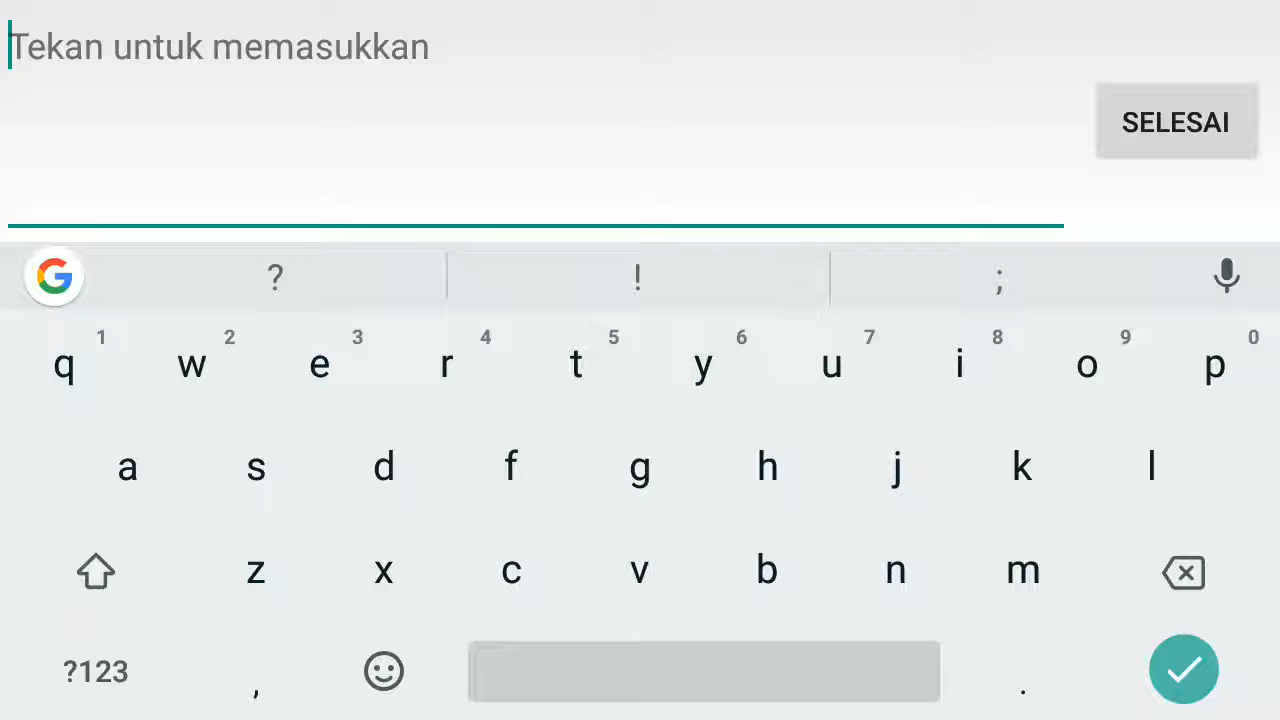 Tekan untuk memasukkan
SELESAI
? ! ;
1 2 3 4 5 6 7 8 9 0
q w e r t y u i o p
a s d f g h j k l
z x c v b n m
?123 , .